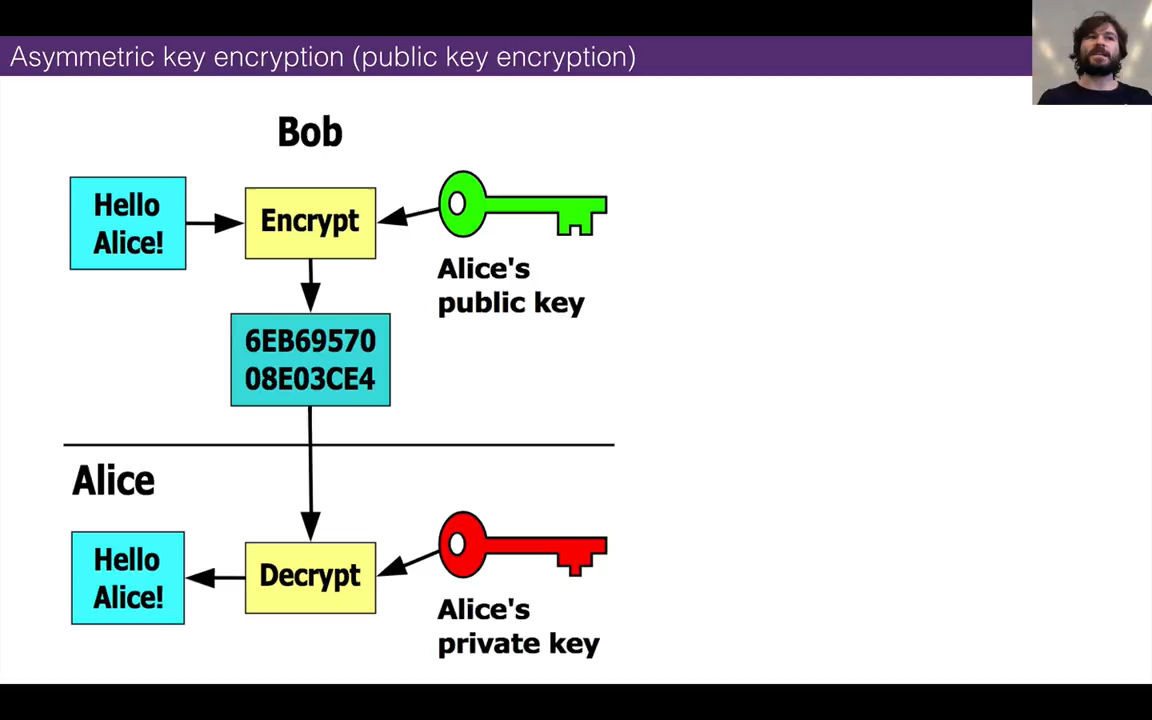 Asymmetric key encryption (public key encryption)
Bob
Hello
Alice!
Encrypt
Alice's
public key
6EB69570
08E03CE4
Alice
Hello
Alice!
Decrypt
Alice's
private key